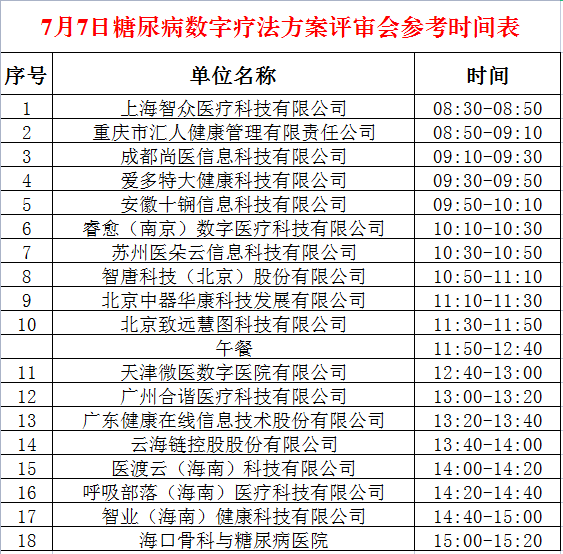 7月7日糖尿病数字疗法方案评审会参考时间表
序号 单位名称 时间
1 上海智众医疗科技有限公司 08:30-08:50
2 重庆市汇人健康管理有限责任公司 08:50-09:10
3 成都尚医信息科技有限公司 09:10-09:30
4 爱多特大健康科技有限公司 09:30-09:50
5 安徽十锎信息科技有限公司 09:50-10:10
6 睿愈（南京）数字医疗科技有限公司 10:10-10:30
7 苏州医朵云信息科技有限公司 10:30-10:50
8 智唐科技（北京）股份有限公司 10:50-11:10
9 北京中器华康科技发展有限公司 11:10-11:30
10 北京致远慧图科技有限公司 11:30-11:50
午餐 11:50-12:40
11 天津微医数字医院有限公司 12:40-13:00
12 广州合谐医疗科技有限公司 13:00-13:20
13 广东健康在线信息技术股份有限公司 13:20-13:40
14 云海链控股股份有限公司 13:40-14:00
15 医渡云（海南）科技有限公司 14:00-14:20
16 呼吸部落（海南）医疗科技有限公司 14:20-14:40
17 智业（海南）健康科技有限公司 14:40-15:00
18 海口骨科与糖尿病医院 15:00-15:20